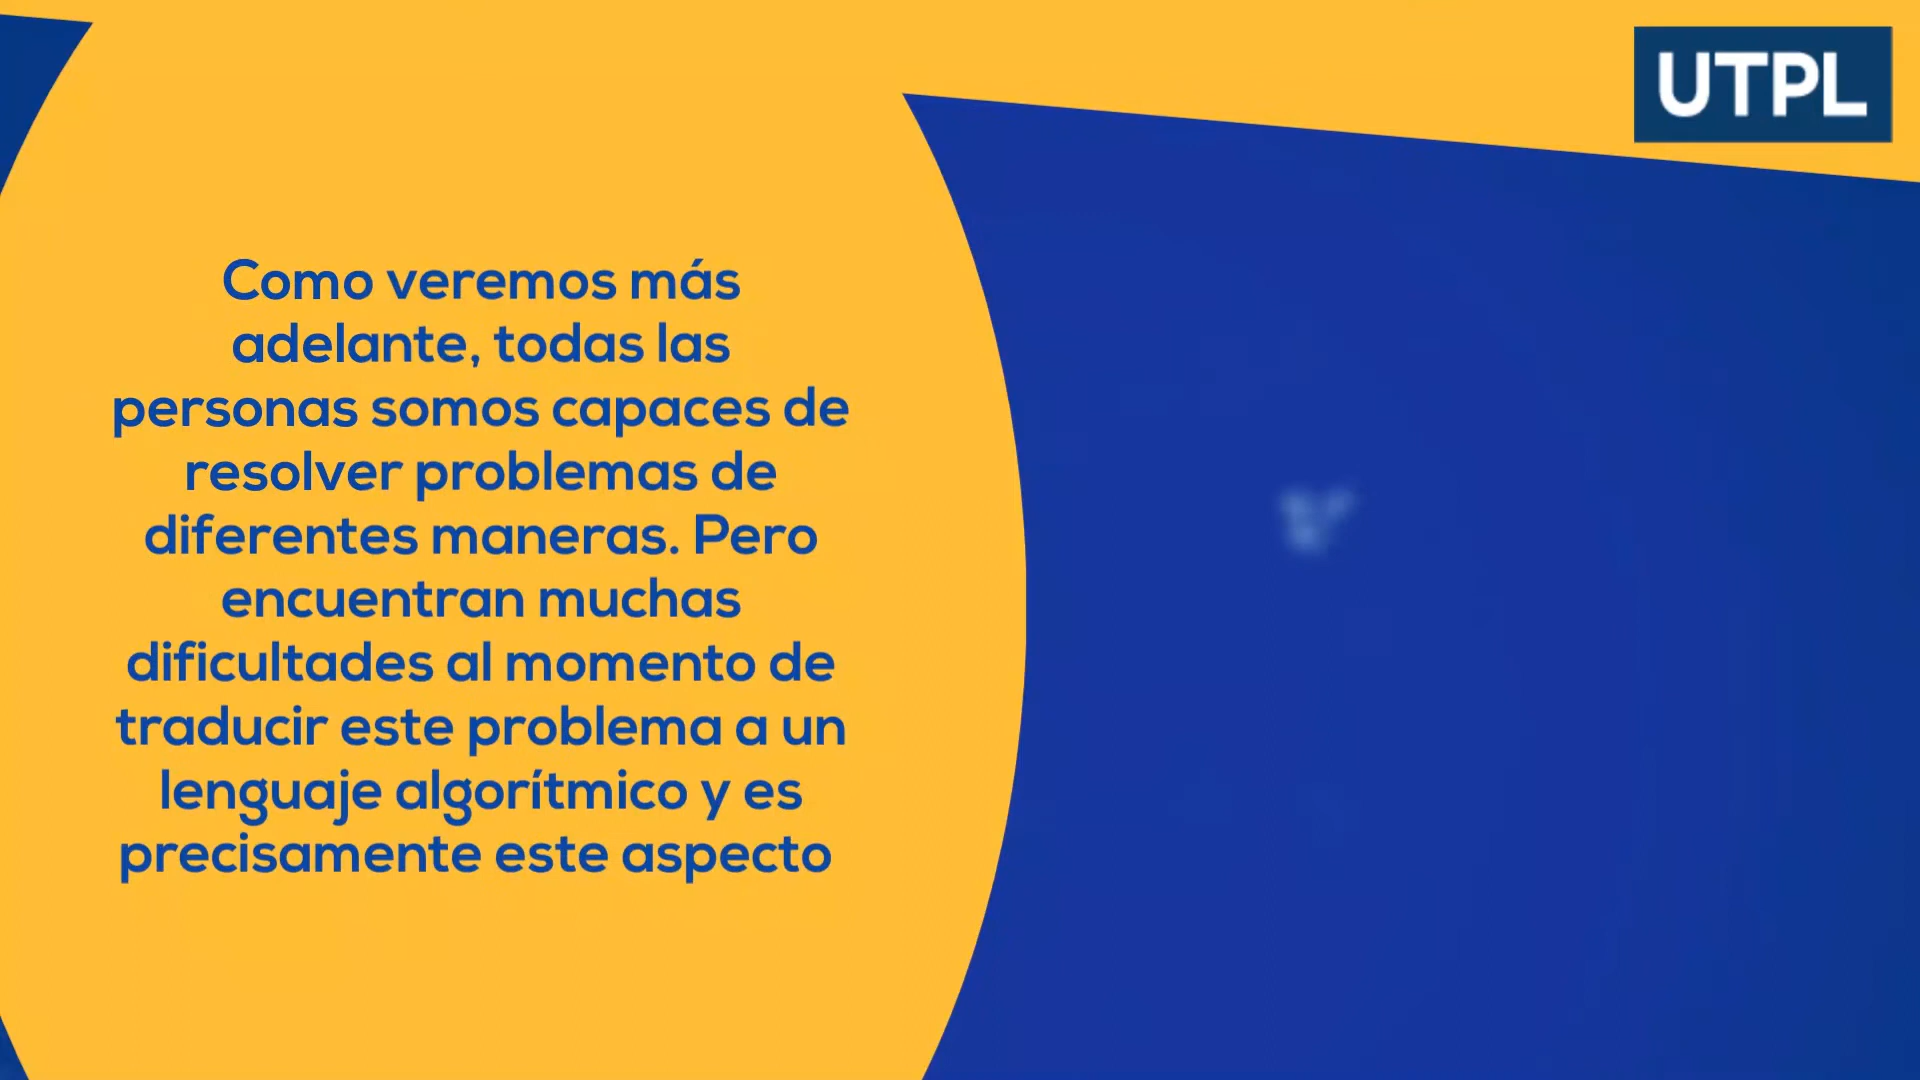 UTPL
Como veremos más
adelante, todas las
personas somos capaces de
resolver problemas de
diferentes maneras. Pero
encuentran muchas
dificultades al momento de
traducir este problema a un
lenguaje algorítmico y es
precisamente este aspecto